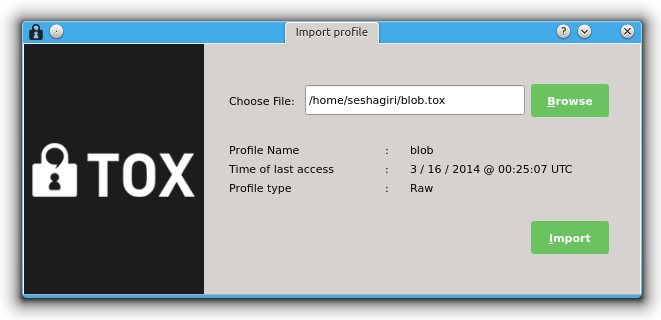 Import profile
TOX
Choose File: /home/seshagiri/blob.tox Browse
Profile Name : blob
Time of last access : 3 / 16 / 2014 @ 00:25:07 UTC
Profile type : Raw
Import